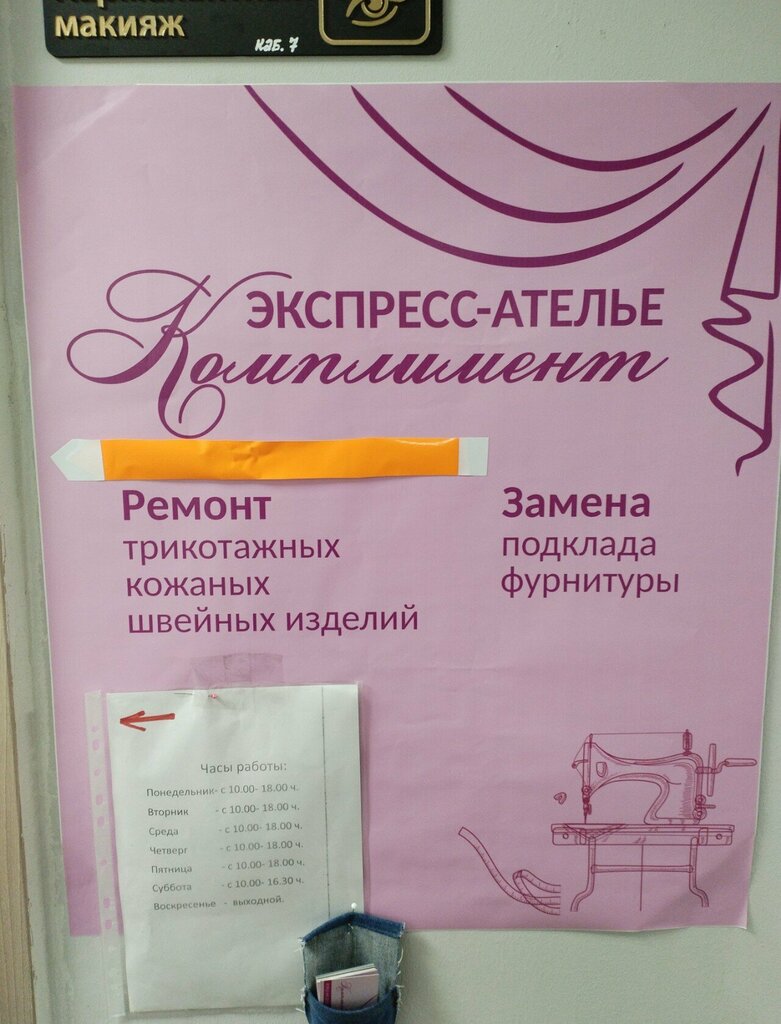 макияж
каб. 7
ЭКСПРЕСС-АТЕЛЬЕ
Комплимент
Ремонт
трикотажных
кожаных
швейных изделий
Замена
подклада
фурнитуры
Часы работы:
Понедельник- с 10.00- 18.00 ч.
Вторник - с 10.00- 18.00 ч.
Среда - с 10.00- 18.00 ч.
Четверг - с 10.00- 18.00 ч.
Пятница - с 10.00- 18.00 ч.
Суббота - с 10.00- 16.30 ч.
Воскресенье - выходной.